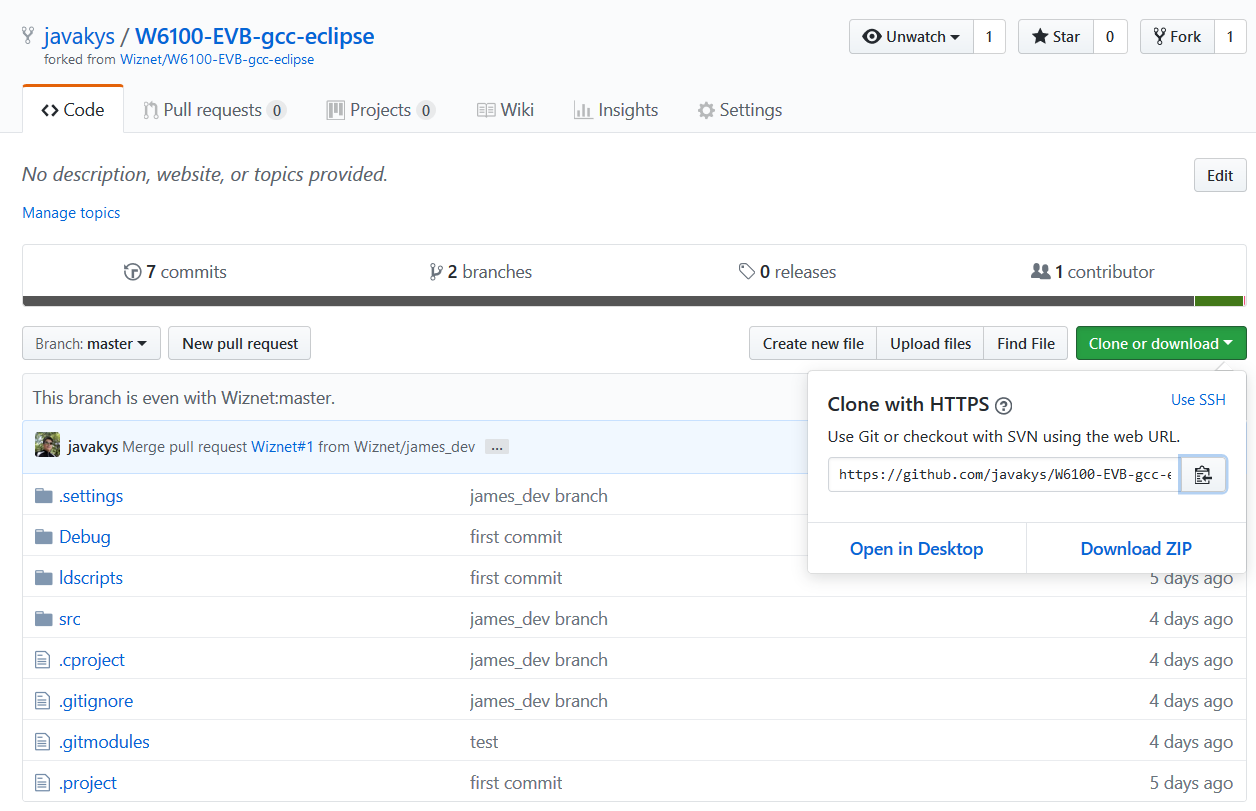 javakys / W6100-EVB-gcc-eclipse
Unwatch 1 Star 0 Fork 1
forked from Wiznet/W6100-EVB-gcc-eclipse
Code Pull requests 0 Projects 0 Wiki Insights Settings
No description, website, or topics provided.
Edit
Manage topics
7 commits 2 branches 0 releases 1 contributor
Branch: master New pull request Create new file Upload files Find File Clone or download
This branch is even with Wiznet:master.
javakys Merge pull request Wiznet#1 from Wiznet/james_dev ...
Clone with HTTPS ? Use SSH
Use Git or checkout with SVN using the web URL.
https://github.com/javakys/W6100-EVB-gcc-e
Open in Desktop Download ZIP
.settings james_dev branch
Debug first commit
ldscripts first commit 5 days ago
src james_dev branch 4 days ago
.cproject james_dev branch 4 days ago
.gitignore james_dev branch 4 days ago
.gitmodules test 4 days ago
.project first commit 5 days ago